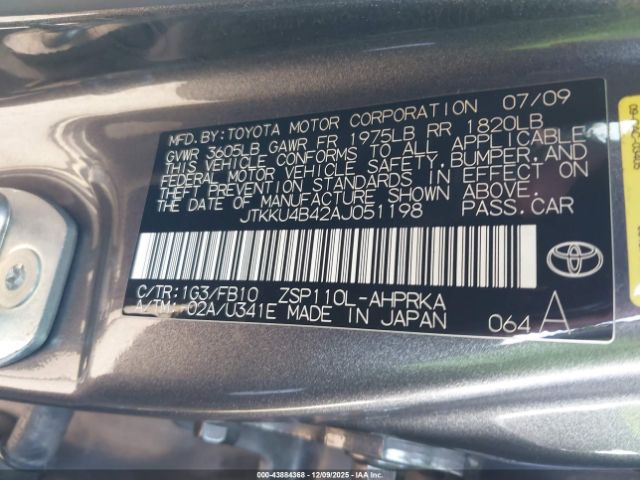 MFD. BY: TOYOTA MOTOR CORPORATION 07/09
GVWR 3605LB GAWR FR 1975LB RR 1820LB
THIS VEHICLE CONFORMS TO ALL APPLICABLE
FEDERAL MOTOR VEHICLE SAFETY, BUMPER, AND
THEFT PREVENTION STANDARDS IN EFFECT ON
THE DATE OF MANUFACTURE SHOWN ABOVE.
JTKKU4B42AJ051198 PASS. CAR
C/TR: 1G3/FB10 ZSP110L-AHPRKA
A/TM: -02A/U341E MADE IN JAPAN 064 A
000-43884368 12/09/2025 IAAI.CA